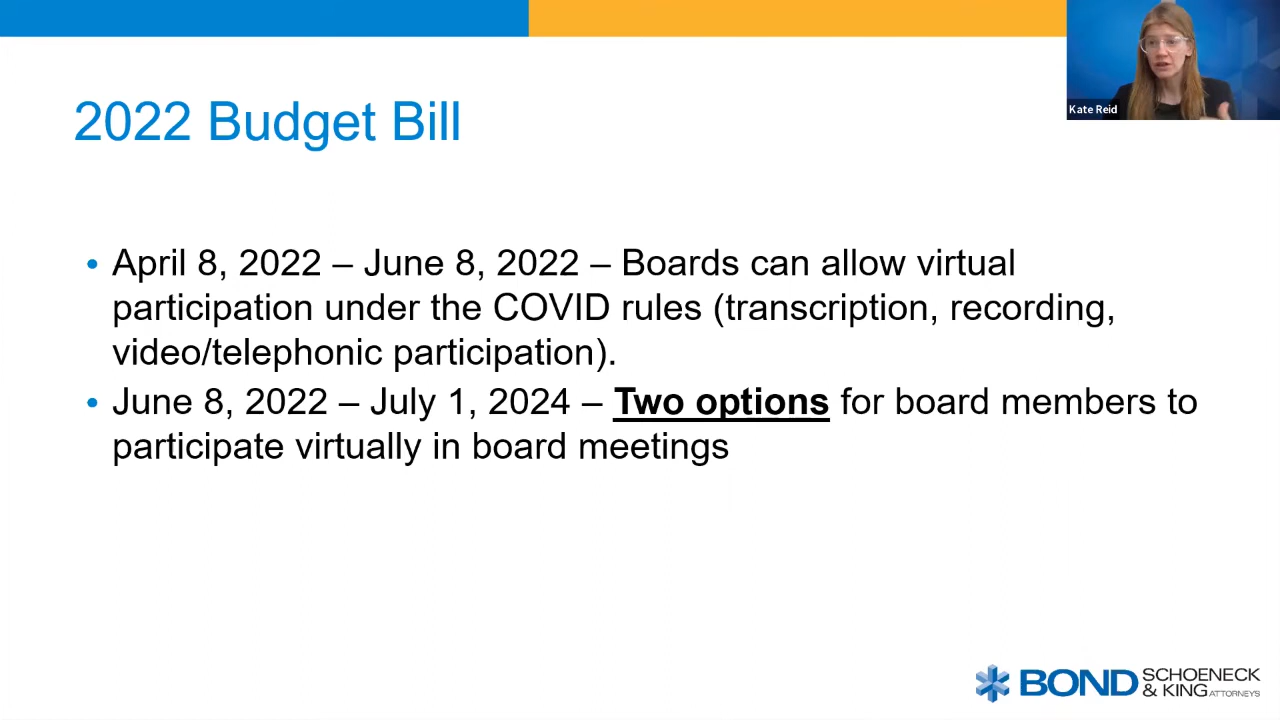 Kate Reid
2022 Budget Bill
• April 8, 2022 – June 8, 2022 – Boards can allow virtual
participation under the COVID rules (transcription, recording,
video/telephonic participation).
• June 8, 2022 – July 1, 2024 – Two options for board members to
participate virtually in board meetings
BOND SCHOENECK
& KING ATTORNEYS